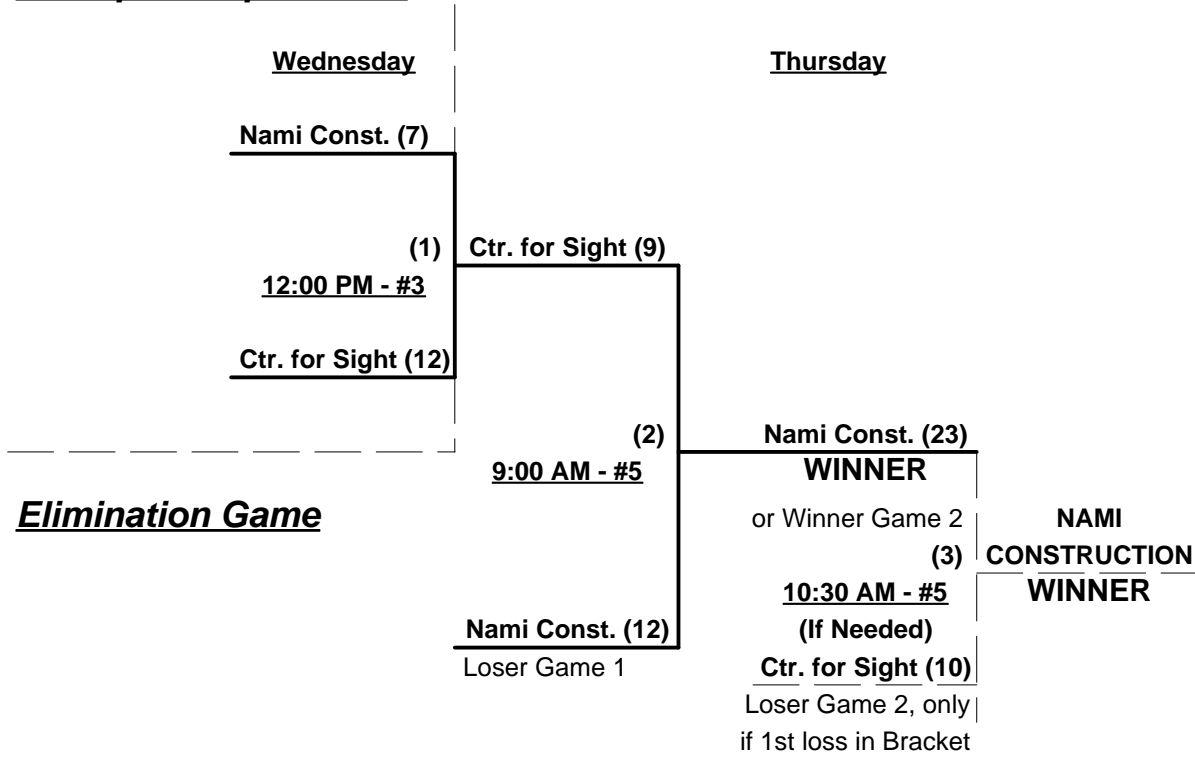 Wednesday
Thursday
Nami Const. (7)
(1)
Ctr. for Sight (9)
12:00 PM - #3
Ctr. for Sight (12)
(2)
Nami Const. (23)
9:00 AM - #5
WINNER
Elimination Game
or Winner Game 2
NAMI
(3)
CONSTRUCTION
10:30 AM - #5
WINNER
Nami Const. (12)
(If Needed)
Loser Game 1
Ctr. for Sight (10)
Loser Game 2, only
if 1st loss in Bracket